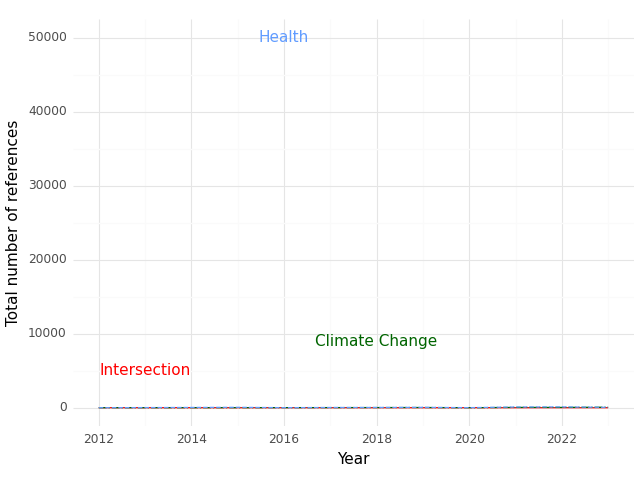 50000
Health
40000
30000
20000
10000
Climate Change
Intersection
0
2012 2014 2016 2018 2020 2022
Year
Total number of references